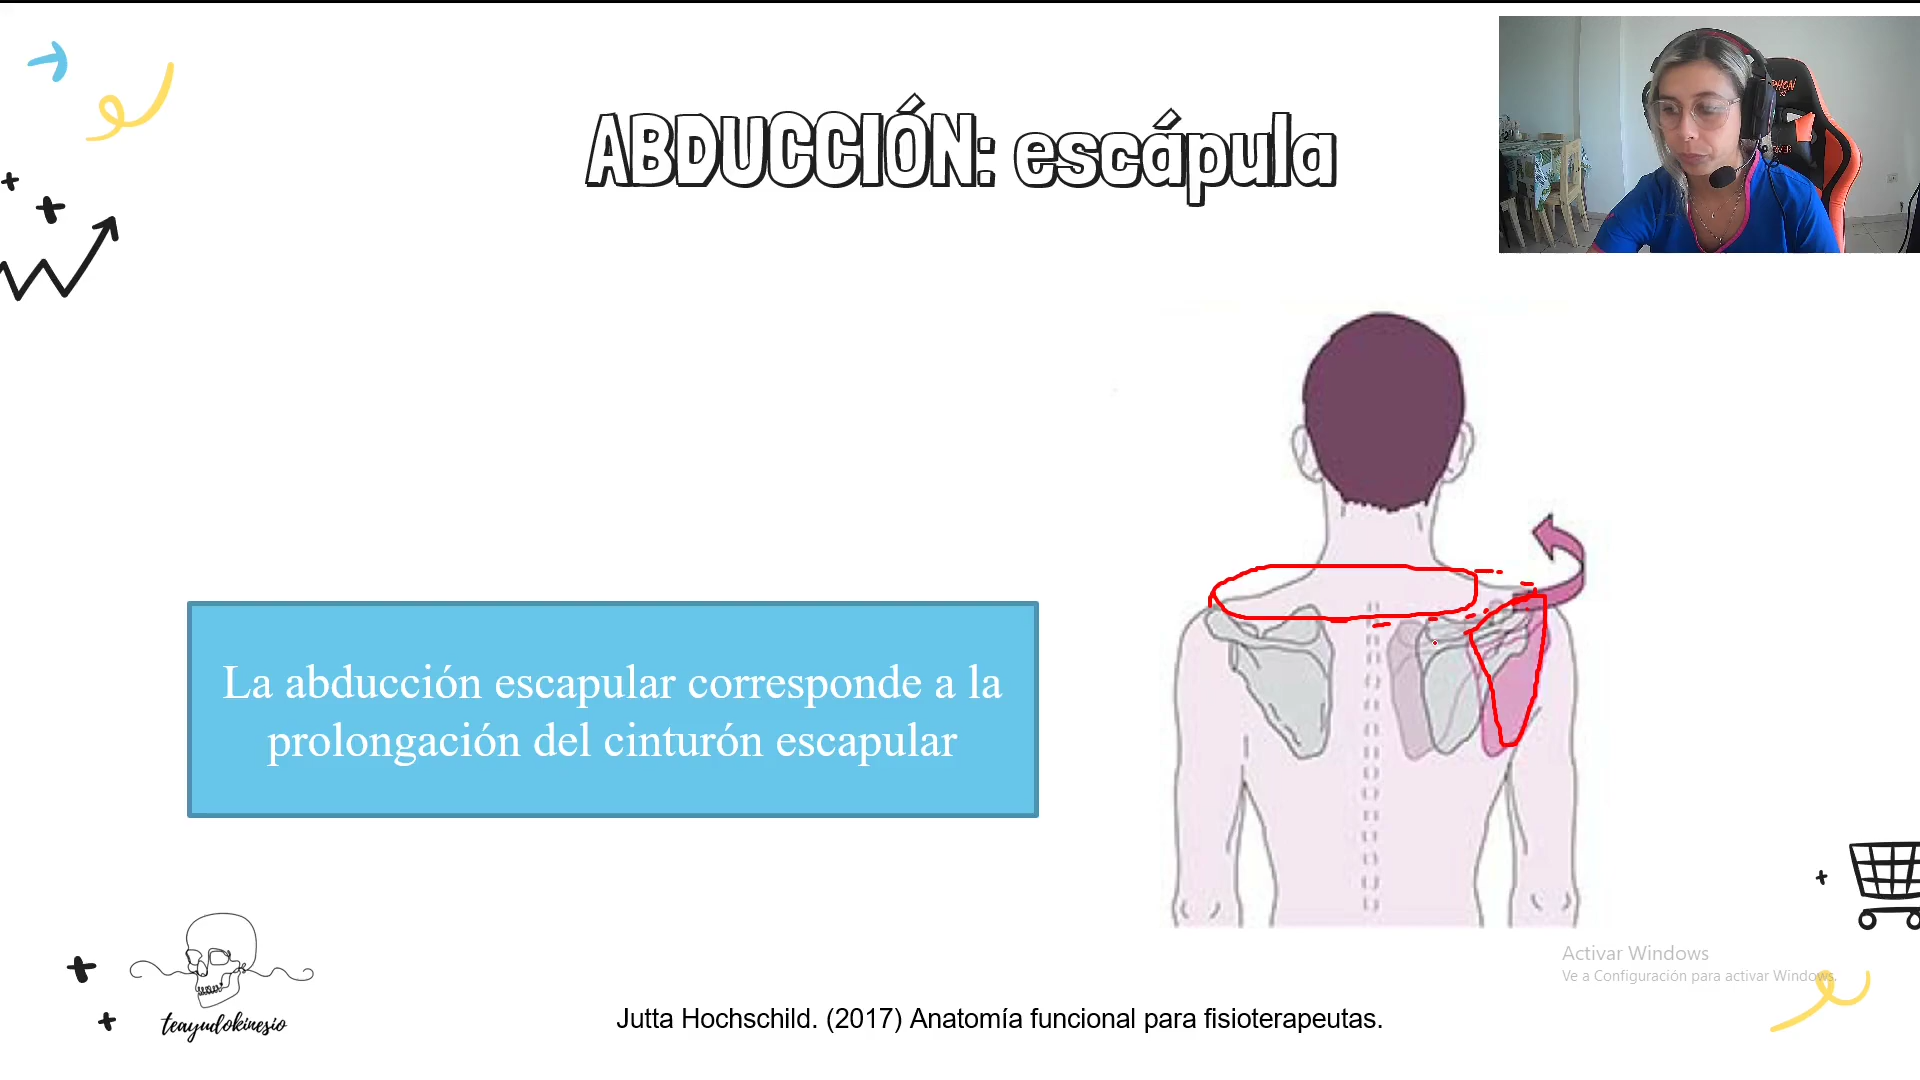 ABDUCCIÓN: escápula
La abducción escapular corresponde a la
prolongación del cinturón escapular
Activar Windows
Ve a Configuración para activar Windows.
teayudokinesio
Jutta Hochschild. (2017) Anatomía funcional para fisioterapeutas.